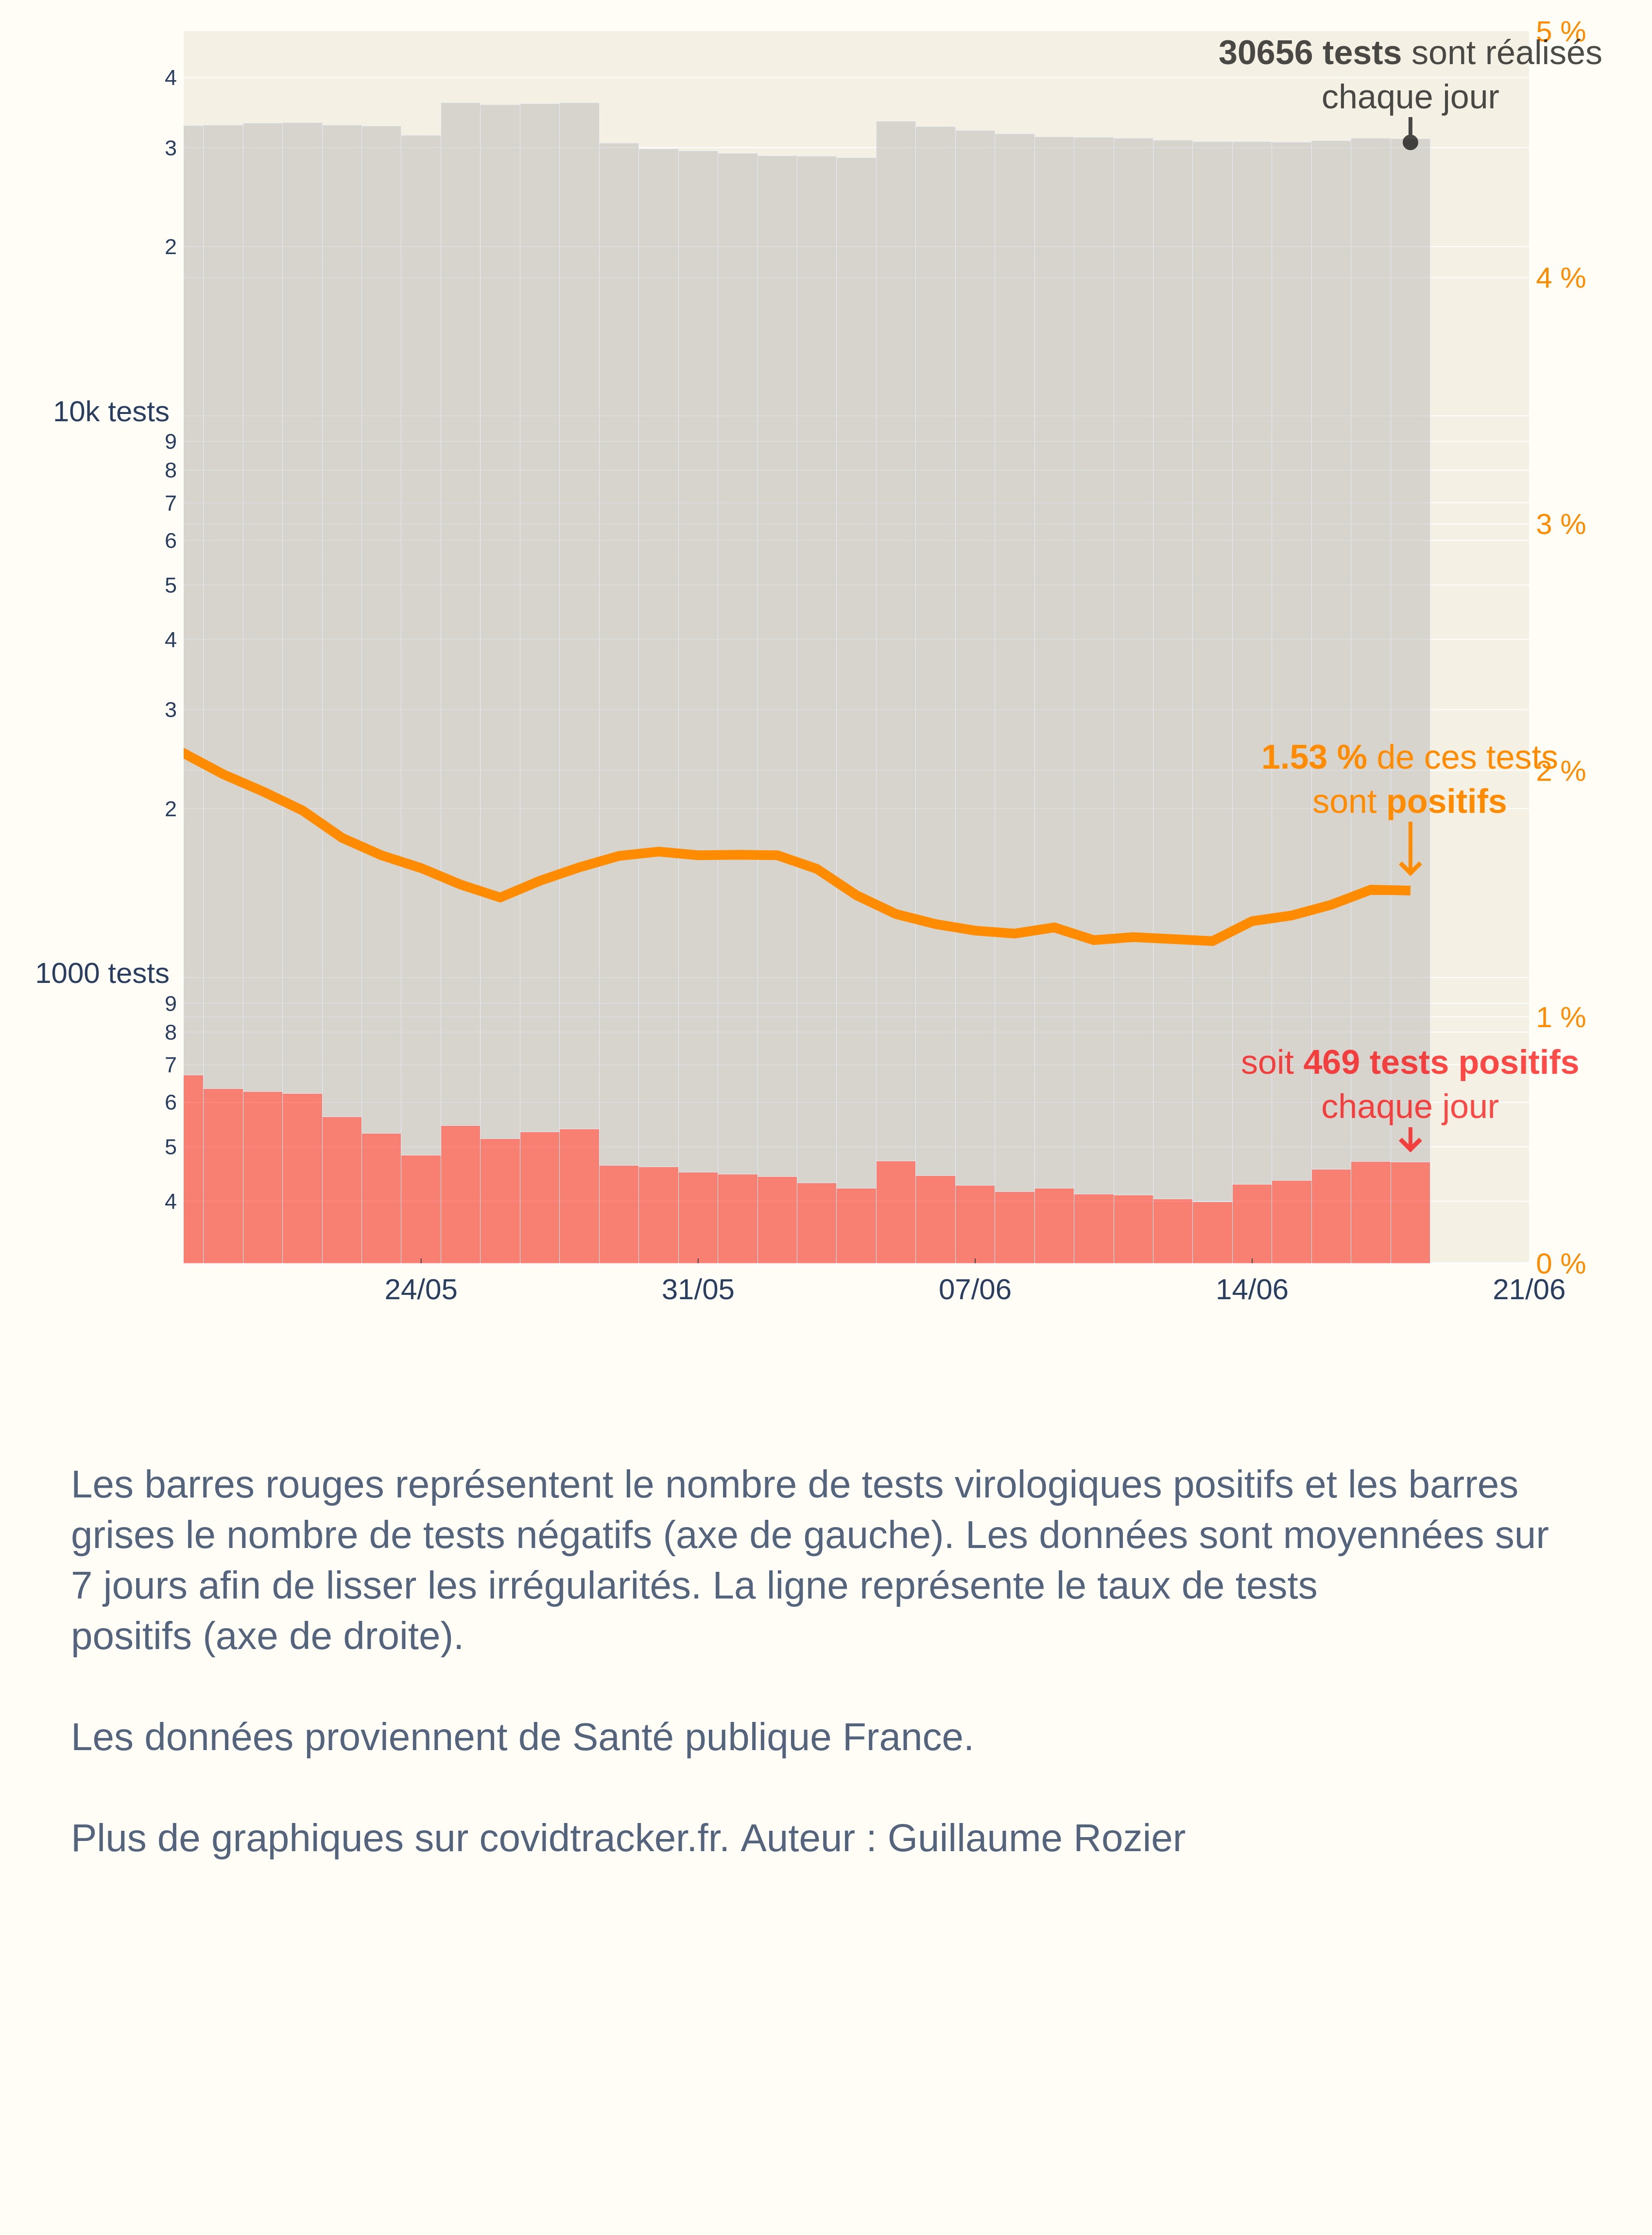 5 %
30656 tests sont réalisés
chaque jour
4
3
2
4 %
10k tests
9
8
7
3 %
6
5
4
3
1.53 % de ces tests
2 %
sont positifs
2
1000 tests
9
1 %
8
soit 469 tests positifs
7
chaque jour
6
5
4
0 %
24/05
31/05
07/06
14/06
21/06
Les barres rouges représentent le nombre de tests virologiques positifs et les barres
grises le nombre de tests négatifs (axe de gauche). Les données sont moyennées sur
7 jours afin de lisser les irrégularités. La ligne représente le taux de tests
positifs (axe de droite).
Les données proviennent de Santé publique France.
Plus de graphiques sur covidtracker.fr. Auteur : Guillaume Rozier